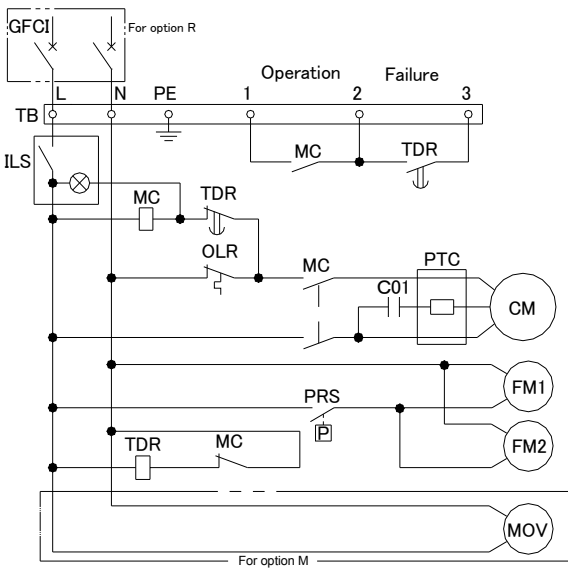 GFCI
For option R
L N PE 1 2 3
Operation Failure
TB
MC TDR
ILS
MC TDR
OLR
MC PTC
C01
CM
FM1
PRS
P
FM2
TDR MC
MOV
For option M